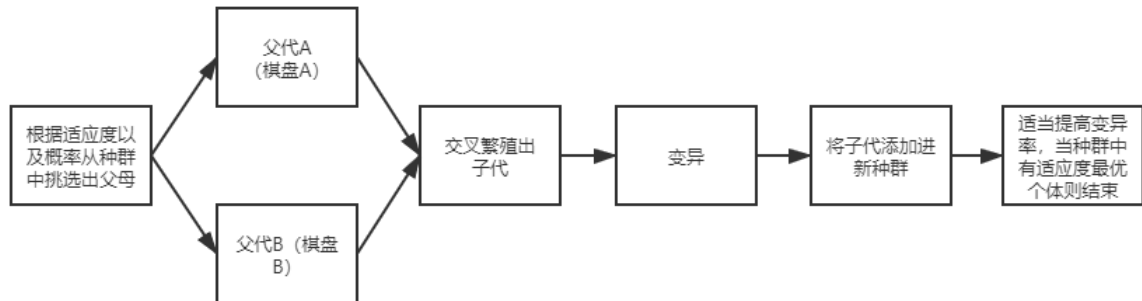 父代A
（棋盘A）
根据适应度以
及概率从种群
中挑选出父母
父代B（棋盘
B）
交叉繁殖出
子代
变异
将子代添加进
新种群
适当提高变异
率，当种群中
有适应度最优
个体则结束